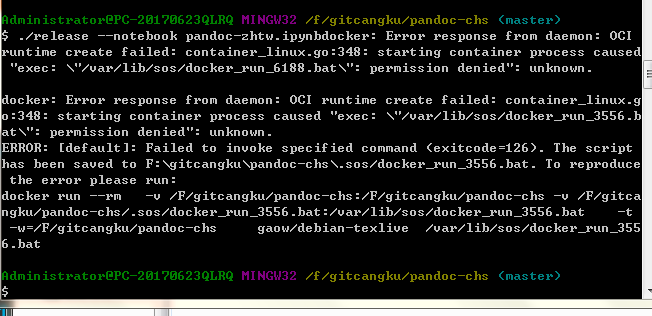 Administrator@PC-20170623QLRQ MINGW32 /f/gitcangku/pandoc-chs (master)
$ ./release --notebook pandoc-zhtw.ipynbdocker: Error response from daemon: OCI
runtime create failed: container_linux.go:348: starting container process caused
"exec: \"/var/lib/sos/docker_run_6188.bat\": permission denied": unknown.
docker: Error response from daemon: OCI runtime create failed: container_linux.g
o:348: starting container process caused "exec: \"/var/lib/sos/docker_run_3556.b
at\": permission denied": unknown.
ERROR: [default]: Failed to invoke specified command (exitcode=126). The script
has been saved to F:\gitcangku\pandoc-chs\.sos/docker_run_3556.bat. To reproduce
the error please run:
docker run --rm   -v /F/gitcangku/pandoc-chs:/F/gitcangku/pandoc-chs -v /F/gitca
ngku/pandoc-chs/.sos/docker_run_3556.bat:/var/lib/sos/docker_run_3556.bat    -t
-w=/F/gitcangku/pandoc-chs     gaow/debian-texlive  /var/lib/sos/docker_run_355
6.bat
Administrator@PC-20170623QLRQ MINGW32 /f/gitcangku/pandoc-chs (master)
$